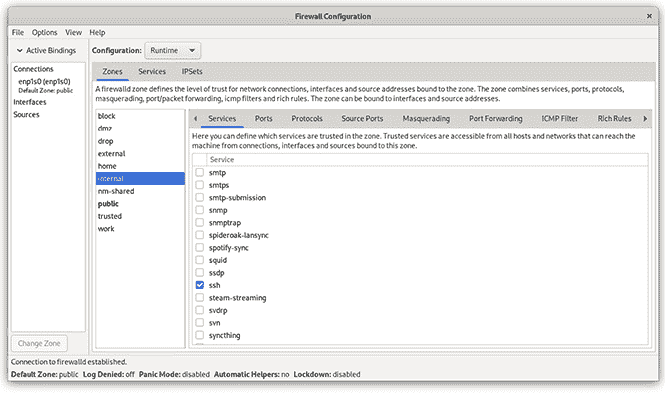 Firewall Configuration
File Options View Help
Active Bindings
Configuration: Runtime
Connections
enp1s0 (enp1s0)
Default Zone: public
Interfaces
Sources
Change Zone
Zones Services IPSets
A firewalld zone defines the level of trust for network connections, interfaces and source addresses bound to the zone. The zone combines services, ports, protocols,
masquerading, port/packet forwarding, icmp filters and rich rules. The zone can be bound to interfaces and source addresses.
block
dmz
drop
external
home
internal
nm-shared
public
trusted
work
Services Ports Protocols Source Ports Masquerading Port Forwarding ICMP Filter Rich Rules
Here you can define which services are trusted in the zone. Trusted services are accessible from all hosts and networks that can reach the
machine from connections, interfaces and sources bound to this zone.
Service
smtp
smtps
smtp-submission
snmp
snmptrap
spideroak-lansync
spotify-sync
squid
ssdp
ssh
steam-streaming
svdrp
svn
syncthing
Connection to firewalld established.
Default Zone: public Log Denied: off Panic Mode: disabled Automatic Helpers: no Lockdown: disabled